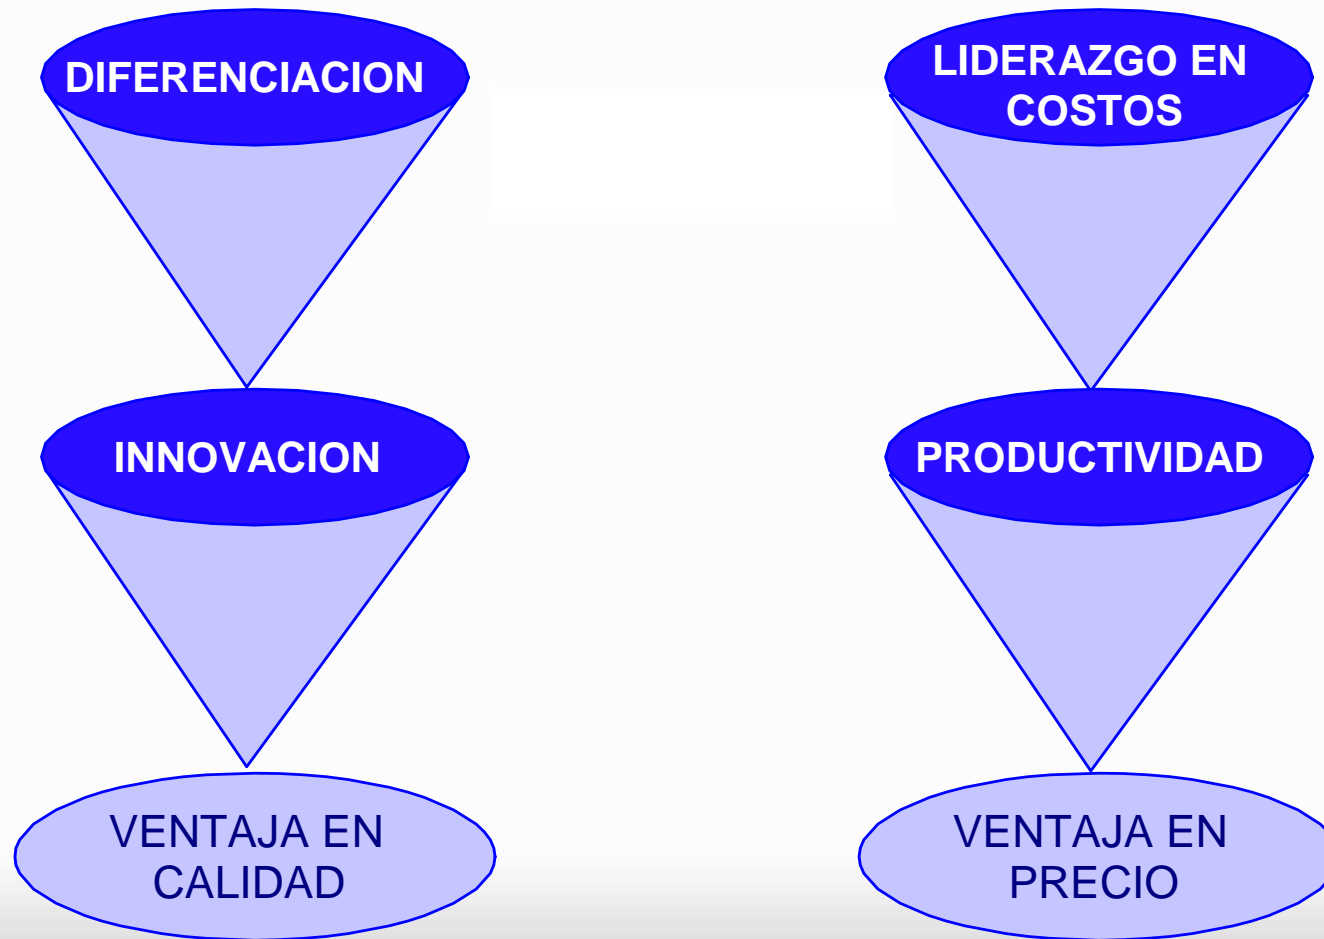 DIFERENCIACION
LIDERAZGO EN
COSTOS
INNOVACION
PRODUCTIVIDAD
VENTAJA EN
CALIDAD
VENTAJA EN
PRECIO